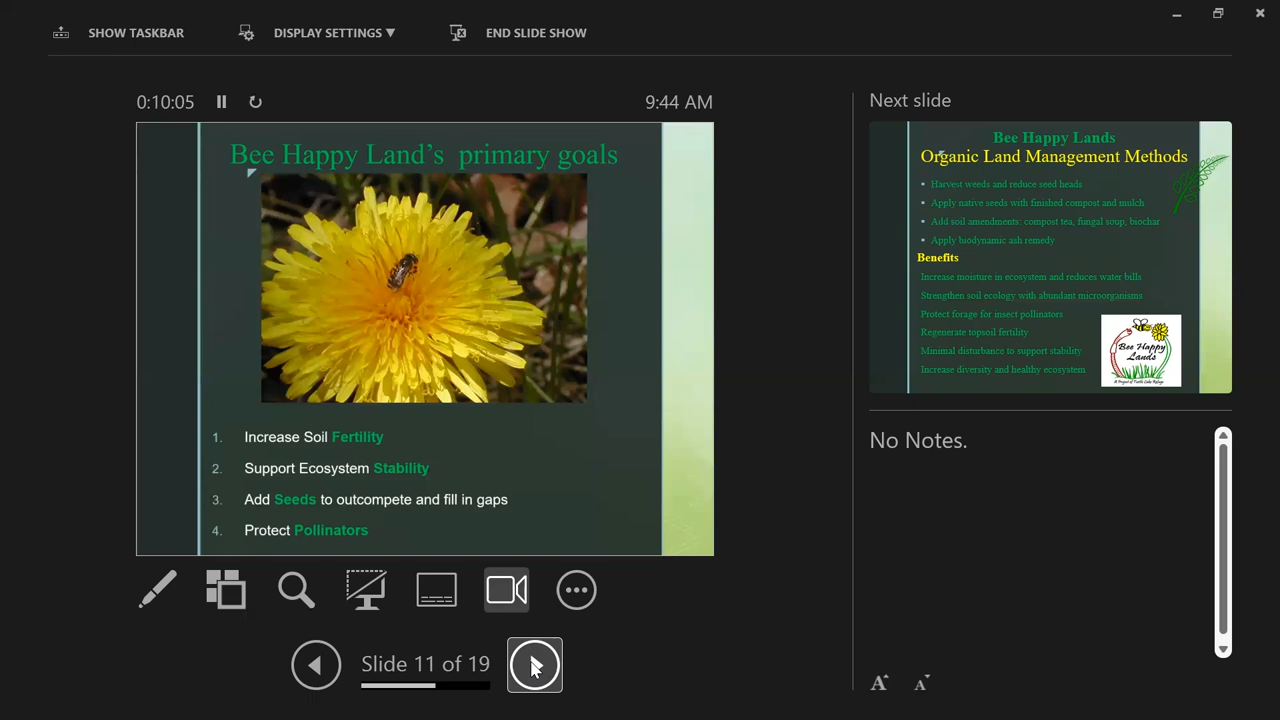 SHOW TASKBAR
DISPLAY SETTINGS ▼
END SLIDE SHOW
0:10:05
9:44 AM
Bee Happy Land’s primary goals
1. Increase Soil Fertility
2. Support Ecosystem Stability
3. Add Seeds to outcompete and fill in gaps
4. Protect Pollinators
Slide 11 of 19
Next slide
Bee Happy Lands
Organic Land Management Methods
▪ Harvest weeds and reduce seed heads
▪ Apply native seeds with finished compost and mulch
▪ Add soil amendments: compost tea, fungal soup, biochar
▪ Apply biodynamic ash remedy
Benefits
Increase moisture in ecosystem and reduces water bills
Strengthen soil ecology with abundant microorganisms
Protect forage for insect pollinators
Regenerate topsoil fertility
Minimal disturbance to support stability
Increase diversity and healthy ecosystem
Bee Happy
Lands
A Project of Turtle Lake Refuge
No Notes.
A A